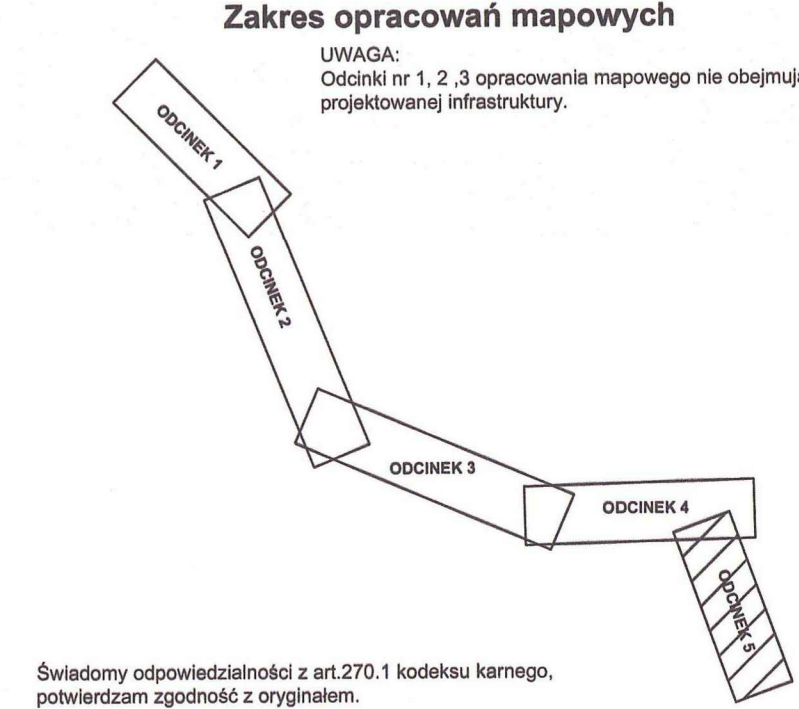 Zakres opracowań mapowych
UWAGA:
Odcinki nr 1, 2 ,3 opracowania mapowego nie obejmują
projektowanej infrastruktury.
ODCINEK 1
ODCINEK 2
ODCINEK 3
ODCINEK 4
ODCINEK 5
Świadomy odpowiedzialności z art.270.1 kodeksu karnego,
potwierdzam zgodność z oryginałem.